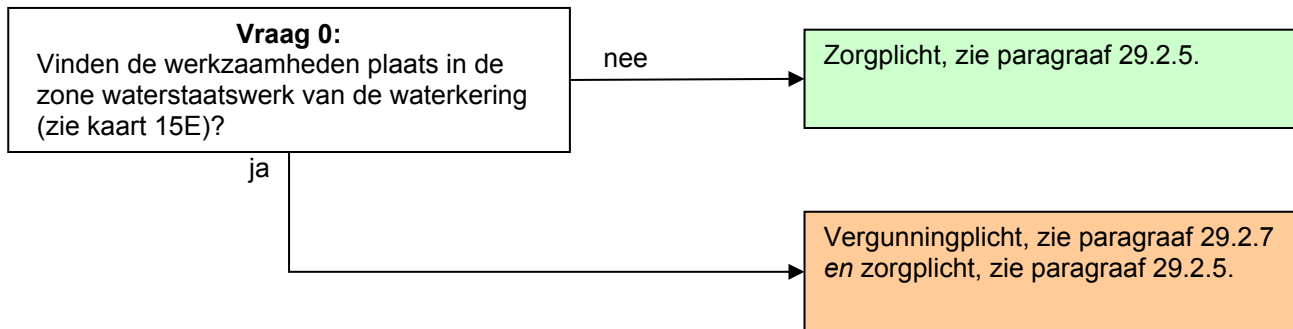 Vraag 0:
Vinden de werkzaamheden plaats in de
zone waterstaatswerk van de waterkering
(zie kaart 15E)?
nee
Zorgplicht, zie paragraaf 29.2.5.
ja
Vergunningplicht, zie paragraaf 29.2.7
en zorgplicht, zie paragraaf 29.2.5.